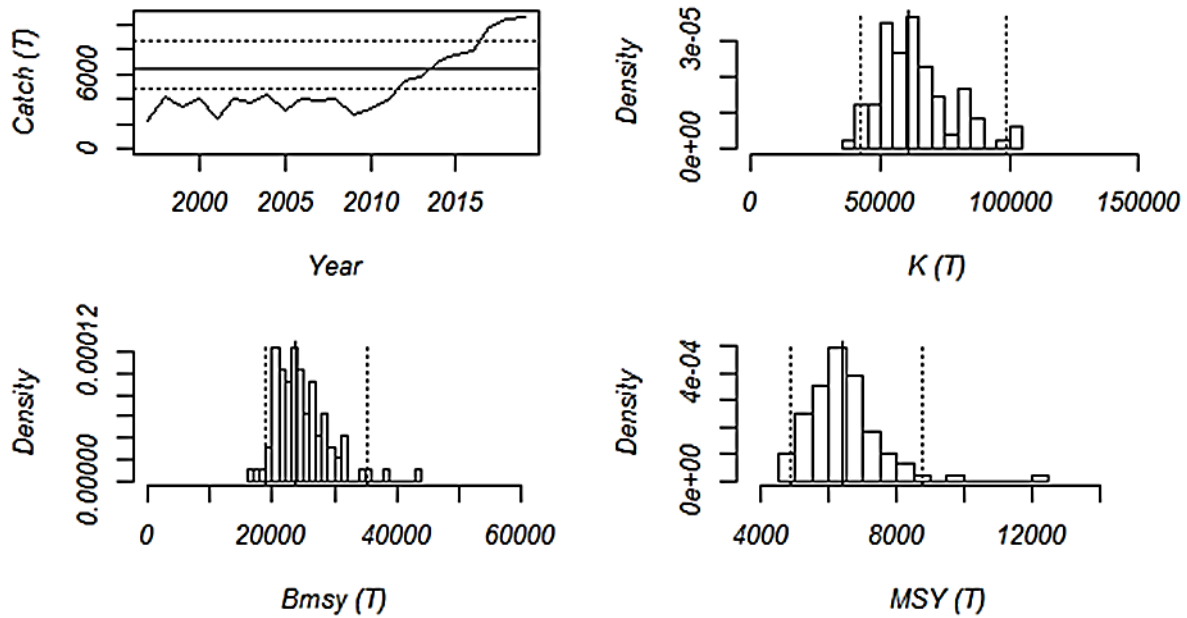 Catch (T)
6000
0
2000 2005 2010 2015
Year
Density
3e-05
0e+00
0 50000 100000 150000
K (T)
Density
0.00012
0.00000
0 20000 40000 60000
Bmsy (T)
Density
4e-04
0e+00
4000 8000 12000
MSY (T)